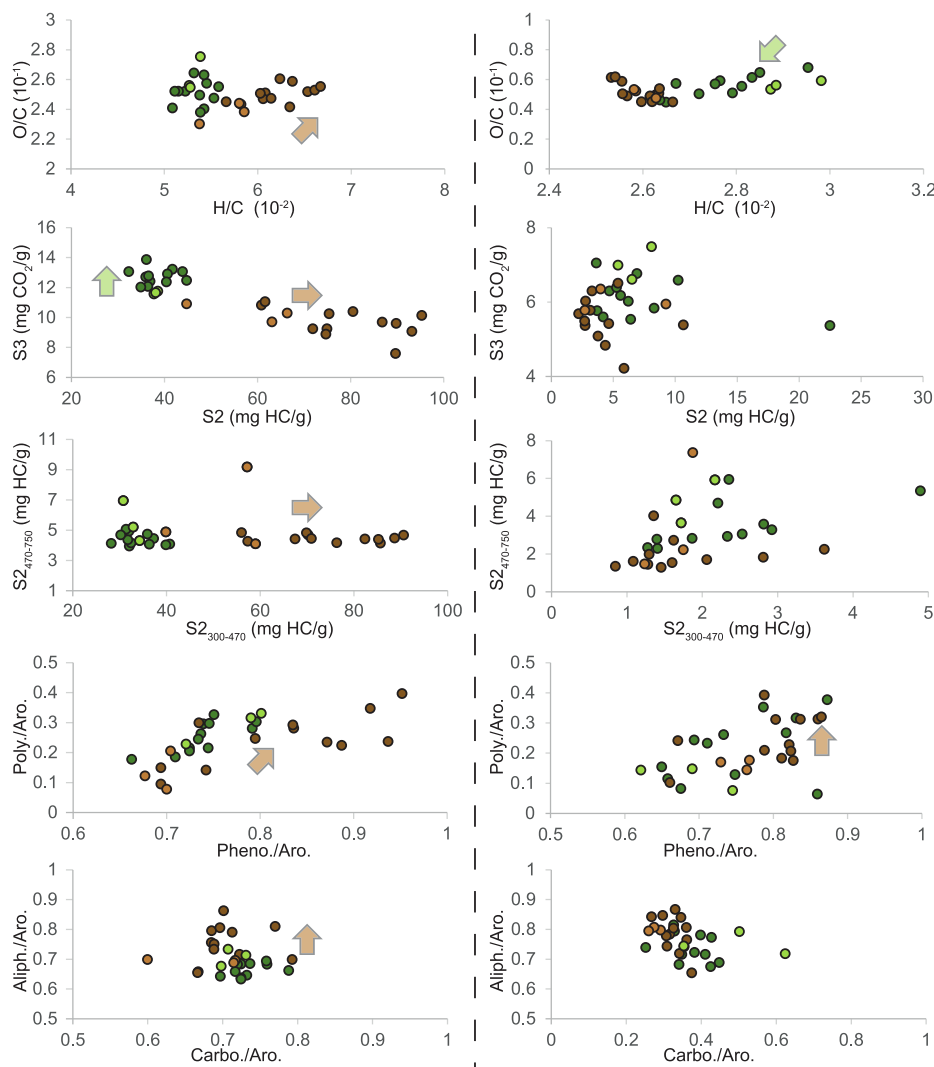 3
2.8
2.6
2.4
2.2
2
O/C (10⁻¹)
4 5 6 7 8
H/C (10⁻²)
1
0.8
0.6
0.4
0.2
0
O/C (10⁻¹)
2.4 2.6 2.8 3 3.2
H/C (10⁻²)
16
14
12
10
8
6
S3 (mg CO₂/g)
20 40 60 80 100
S2 (mg HC/g)
8
6
4
S3 (mg CO₂/g)
0 5 10 15 20 25 30
S2 (mg HC/g)
11
9
7
5
3
1
S2₄₇₀₋₇₅₀ (mg HC/g)
20 40 60 80 100
S2₃₀₀₋₄₇₀ (mg HC/g)
8
6
4
2
0
S2₄₇₀₋₇₅₀ (mg HC/g)
0 1 2 3 4 5
S2₃₀₀₋₄₇₀ (mg HC/g)
0.5
0.4
0.3
0.2
0.1
0
Poly./Aro.
0.6 0.7 0.8 0.9 1
Pheno./Aro.
0.5
0.4
0.3
0.2
0.1
0
Poly./Aro.
0.5 0.6 0.7 0.8 0.9 1
Pheno./Aro.
1
0.9
0.8
0.7
0.6
0.5
Aliph./Aro.
0.5 0.6 0.7 0.8 0.9 1
Carbo./Aro.
1
0.9
0.8
0.7
0.6
0.5
Aliph./Aro.
0 0.2 0.4 0.6 0.8 1
Carbo./Aro.